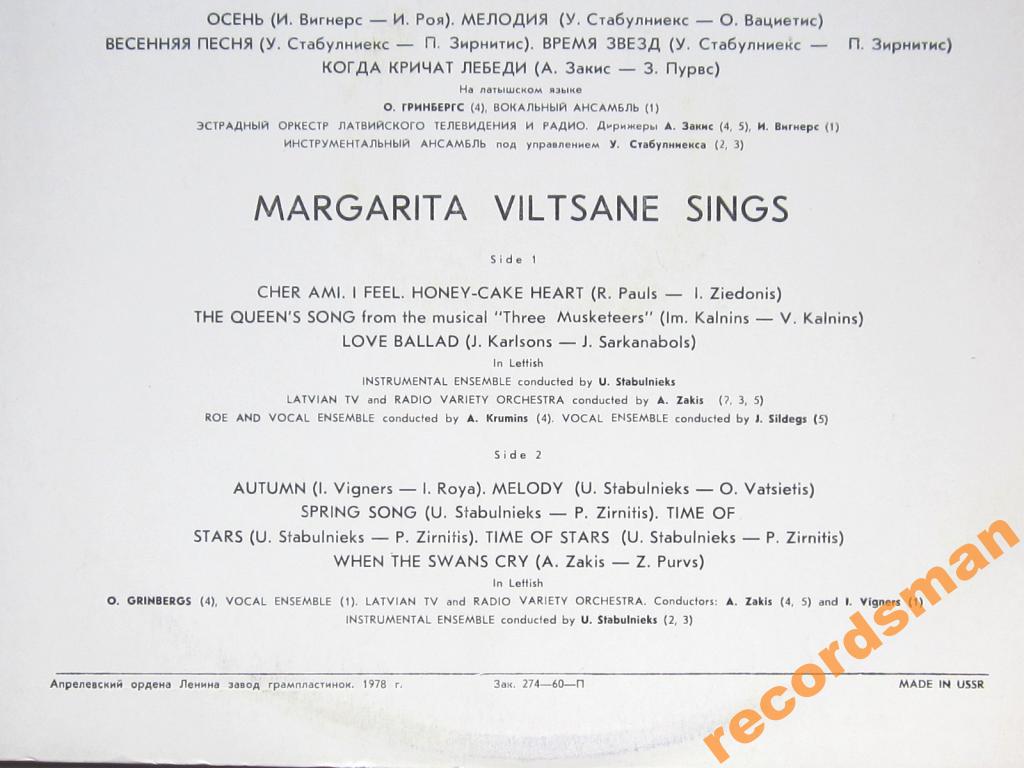 ОСЕНЬ (И. Вигнерс — И. Роя). МЕЛОДИЯ (У. Стабулниекс — О. Вациетис)
ВЕСЕННЯЯ ПЕСНЯ (У. Стабулниекс — П. Зирнитис). ВРЕМЯ ЗВЕЗД (У. Стабулниекс — П. Зирнитис)
КОГДА КРИЧАТ ЛЕБЕДИ (А. Закис — З. Пурвс)
На латышском языке
О. ГРИНБЕРГС (4), ВОКАЛЬНЫЙ АНСАМБЛЬ (1)
ЭСТРАДНЫЙ ОРКЕСТР ЛАТВИЙСКОГО ТЕЛЕВИДЕНИЯ И РАДИО. Дирижеры А. Закис (4, 5), И. Вигнерс (1)
ИНСТРУМЕНТАЛЬНЫЙ АНСАМБЛЬ под управлением У. Стабулниекса (2, 3)
MARGARITA VILTSANE SINGS
Side 1
CHER AMI. I FEEL. HONEY-CAKE HEART (R. Pauls — I. Ziedonis)
THE QUEEN'S SONG from the musical "Three Musketeers" (Im. Kalnins — V. Kalnins)
LOVE BALLAD (J. Karlsons — J. Sarkanabols)
In Lettish
INSTRUMENTAL ENSEMBLE conducted by U. Stabulnieks
LATVIAN TV and RADIO VARIETY ORCHESTRA conducted by A. Zakis (?, 3, 5)
ROE AND VOCAL ENSEMBLE conducted by A. Krumins (4). VOCAL ENSEMBLE conducted by J. Sildegs (5)
Side 2
AUTUMN (I. Vigners — I. Roya). MELODY (U. Stabulnieks — O. Vatsietis)
SPRING SONG (U. Stabulnieks — P. Zirnitis). TIME OF
STARS (U. Stabulnieks — P. Zirnitis). TIME OF STARS (U. Stabulnieks — P. Zirnitis)
WHEN THE SWANS CRY (A. Zakis — Z. Purvs)
In Lettish
O. GRINBERGS (4), VOCAL ENSEMBLE (1). LATVIAN TV and RADIO VARIETY ORCHESTRA. Conductors: A. Zakis (4, 5) and I. Vigners (1)
INSTRUMENTAL ENSEMBLE conducted by U. Stabulnieks (2, 3)
Апрелевский ордена Ленина завод грампластинок. 1978 г. Зак. 274—60—П MADE IN USSR
recordsman